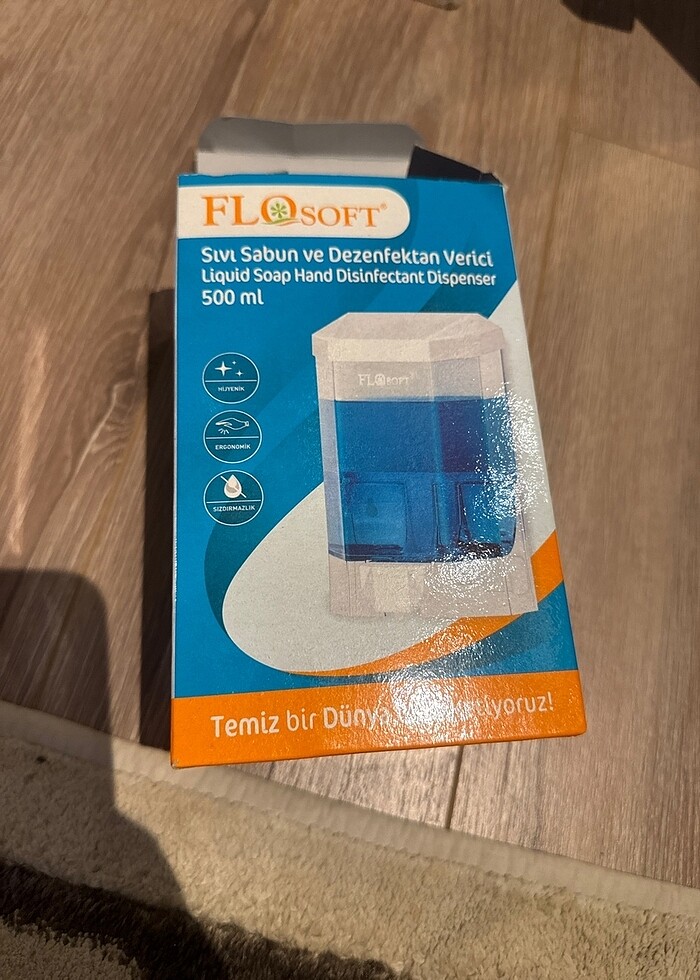 FLOSOFT®
Sıvı Sabun ve Dezenfektan Verici
Liquid Soap Hand Disinfectant Dispenser
500 ml
FLOSOFT
HİJYENİK
ERGONOMİK
SIZDIRMAZLIK
Temiz bir Dünya